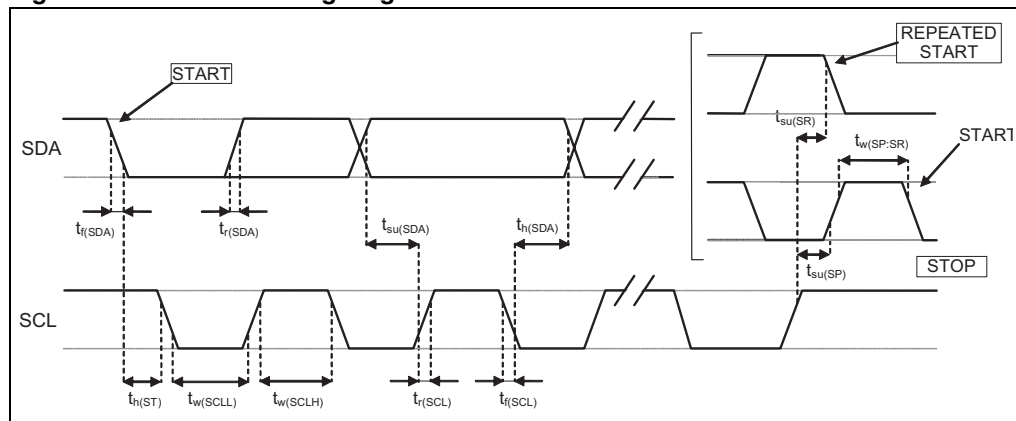 REPEATED
START
START
t_su(SR)
t_w(SP:SR)
START
SDA
t_f(SDA)
t_r(SDA)
t_su(SDA)
t_h(SDA)
t_su(SP)
STOP
SCL
t_h(ST)
t_w(SCLL)
t_w(SCLH)
t_r(SCL)
t_f(SCL)